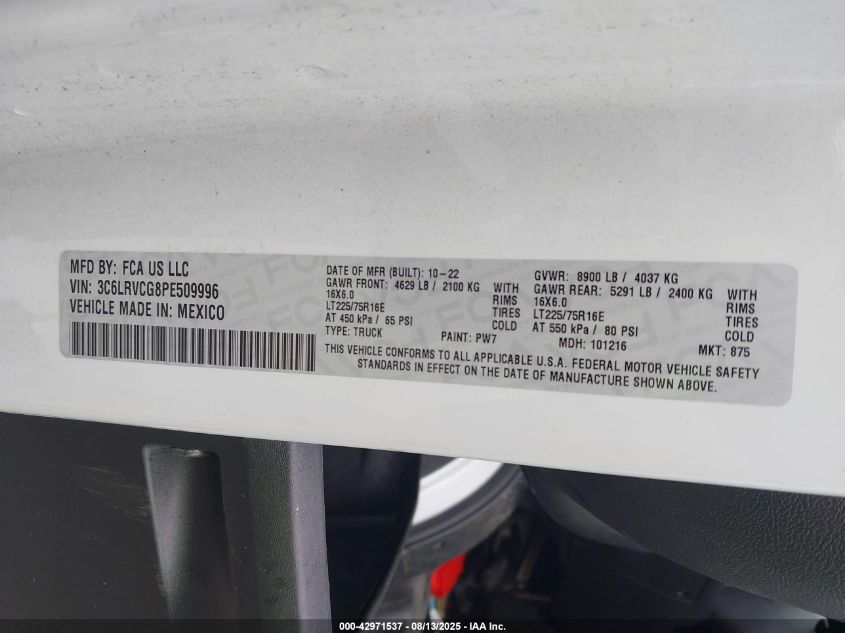 MFD BY: FCA US LLC
VIN: 3C6LRVCG8PE509996
VEHICLE MADE IN: MEXICO
DATE OF MFR (BUILT): 10-22
GAWR FRONT: 4629 LB / 2100 KG WITH
16X6.0 RIMS
LT225/75R16E TIRES
AT 450 kPa / 65 PSI COLD
TYPE: TRUCK PAINT: PW7
GVWR: 8900 LB / 4037 KG
GAWR REAR: 5291 LB / 2400 KG WITH
16X6.0 RIMS
LT225/75R16E TIRES
AT 550 kPa / 80 PSI COLD
MDH: 101216 MKT: 875
THIS VEHICLE CONFORMS TO ALL APPLICABLE U.S.A. FEDERAL MOTOR VEHICLE SAFETY
STANDARDS IN EFFECT ON THE DATE OF MANUFACTURE SHOWN ABOVE.
000-42971537 - 08/13/2025 - IAA Inc.